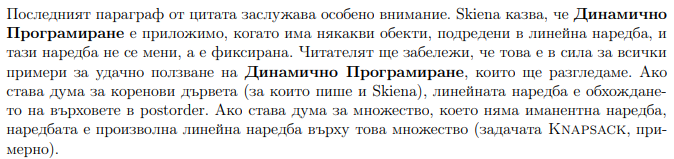 Последният параграф от цитата заслужава особено внимание. Skiena казва, че Динамично
Програмиране е приложимо, когато има някакви обекти, подредени в линейна наредба, и
тази наредба не се мени, а е фиксирана. Читателят ще забележи, че това е в сила за всички
примери за удачно ползване на Динамично Програмиране, които ще разгледаме. Ако
става дума за коренови дървета (за които пише и Skiena), линейната наредба е обхождане-
то на върховете в postorder. Ако става дума за множество, което няма иманентна наредба,
наредбата е произволна линейна наредба върху това множество (задачата KNAPSACK, при-
мерно).